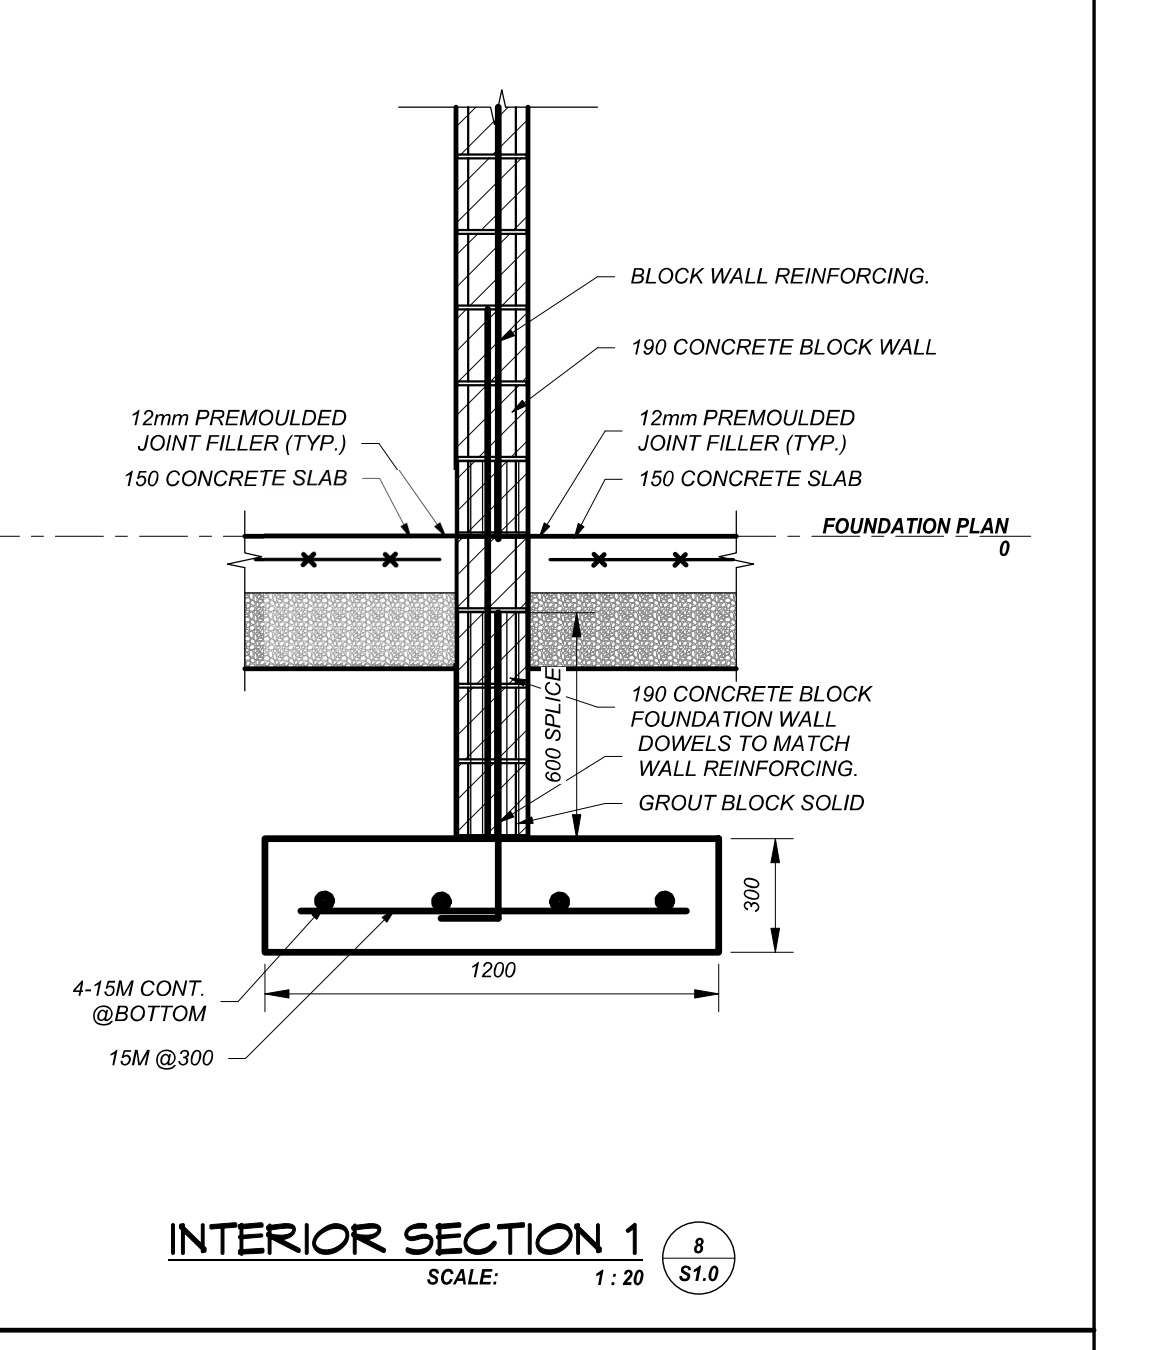 BLOCK WALL REINFORCING.
190 CONCRETE BLOCK WALL
12mm PREMOULDED
JOINT FILLER (TYP.)
150 CONCRETE SLAB
12mm PREMOULDED
JOINT FILLER (TYP.)
150 CONCRETE SLAB
FOUNDATION PLAN
0
600 SPLICE
190 CONCRETE BLOCK
FOUNDATION WALL
DOWELS TO MATCH
WALL REINFORCING.
GROUT BLOCK SOLID
300
1200
4-15M CONT.
@BOTTOM
15M @300
INTERIOR SECTION 1
SCALE: 1 : 20
8
S1.0